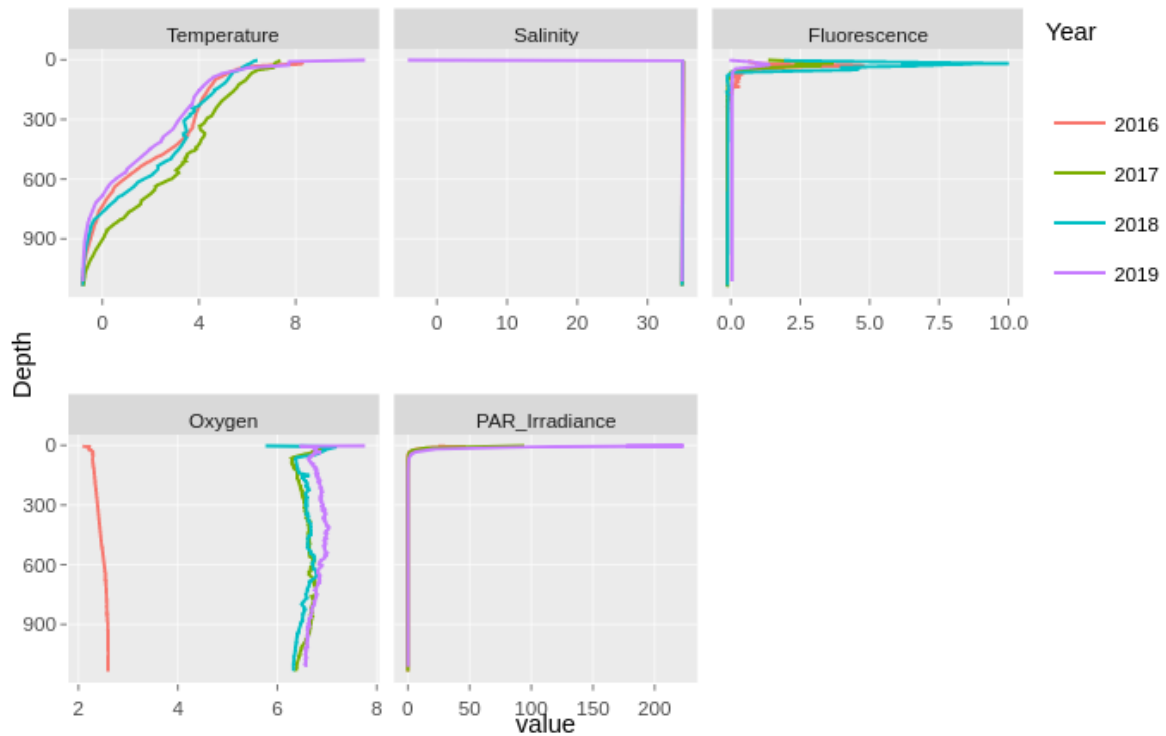 Temperature Salinity Fluorescence Year
0
300
600
900
2016
2017
2018
2019
0 4 8 0 10 20 30 0.0 2.5 5.0 7.5 10.0
Depth
Oxygen PAR_Irradiance
0
300
600
900
2 4 6 8 0 50 100 150 200
value